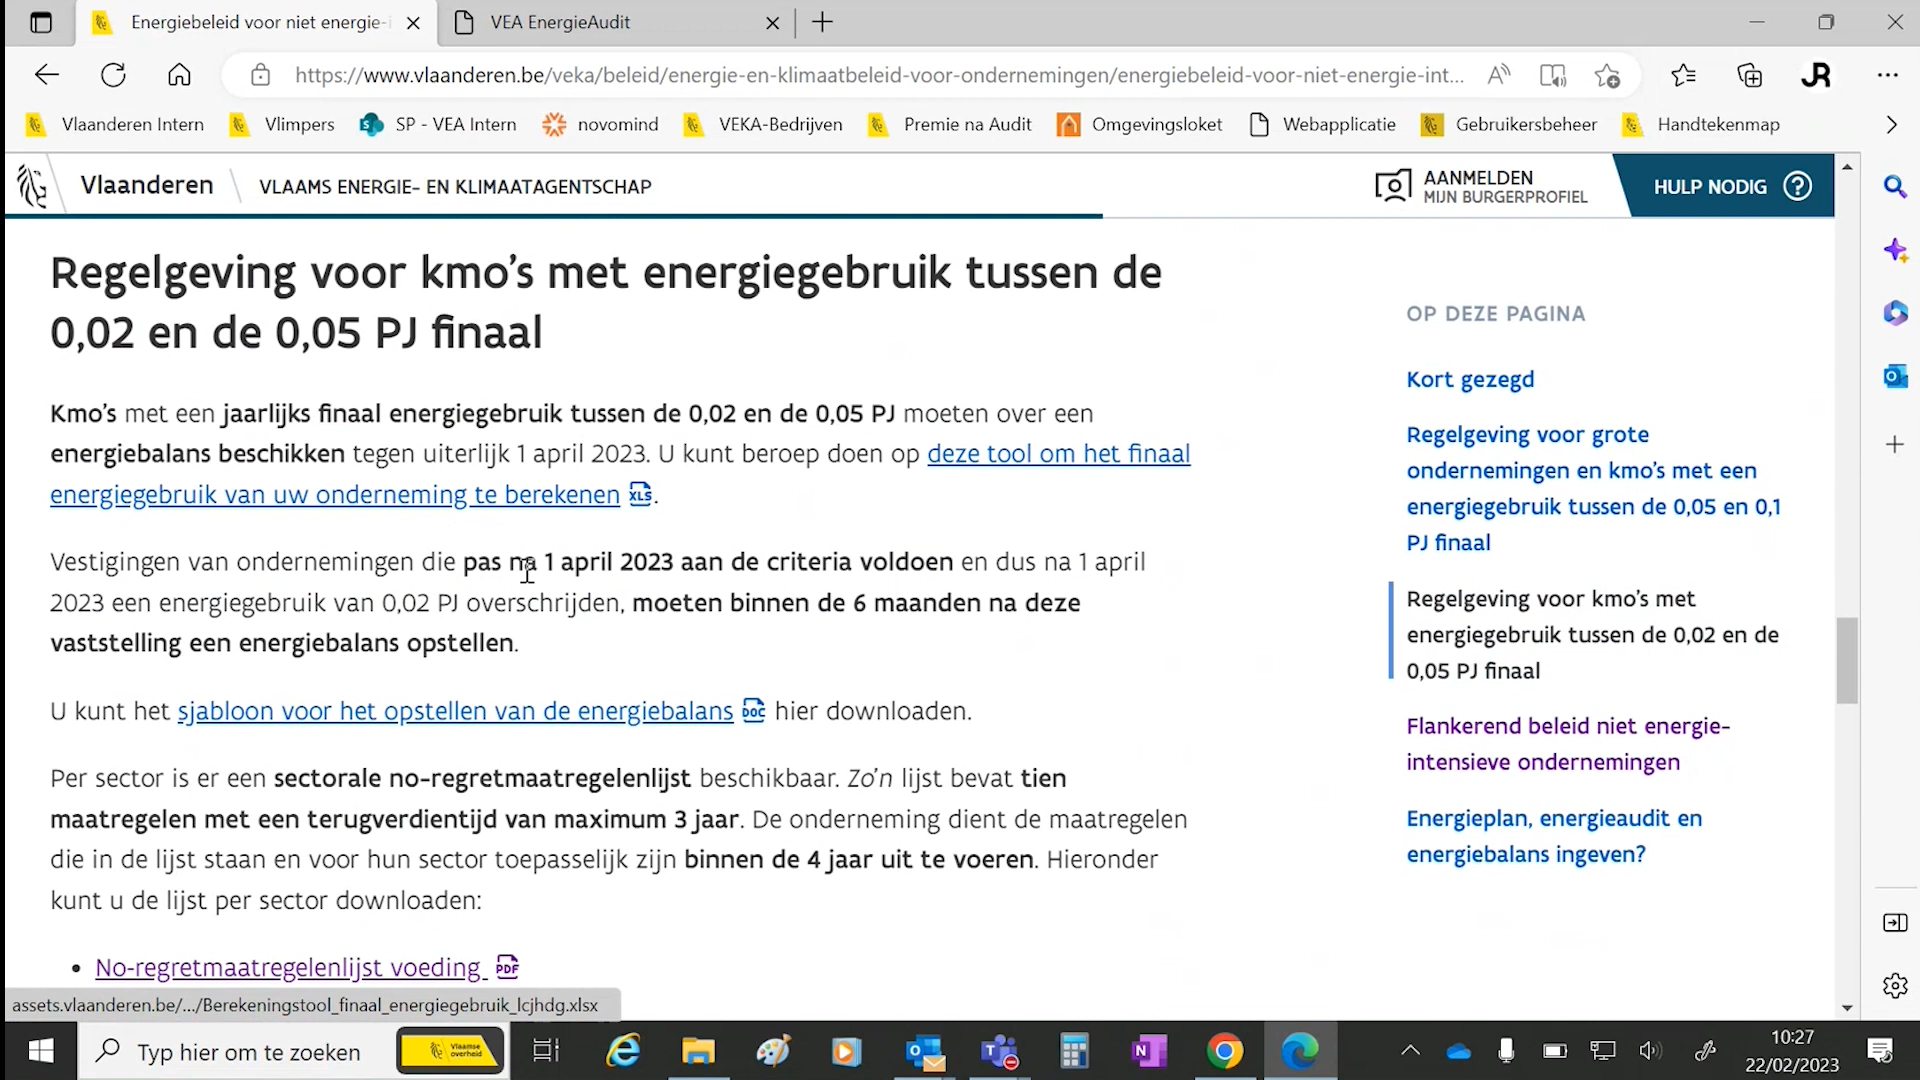 Energiebeleid voor niet energie-i
VEA EnergieAudit
https://www.vlaanderen.be/veka/beleid/energie-en-klimaatbeleid-voor-ondernemingen/energiebeleid-voor-niet-energie-int...
JR
Vlaanderen Intern
Vlimpers
SP - VEA Intern
novomind
VEKA-Bedrijven
Premie na Audit
Omgevingsloket
Webapplicatie
Gebruikersbeheer
Handtekenmap
Vlaanderen
VLAAMS ENERGIE- EN KLIMAATAGENTSCHAP
AANMELDEN
MIJN BURGERPROFIEL
HULP NODIG ?
Regelgeving voor kmo's met energiegebruik tussen de
0,02 en de 0,05 PJ finaal
Kmo's met een jaarlijks finaal energiegebruik tussen de 0,02 en de 0,05 PJ moeten over een
energiebalans beschikken tegen uiterlijk 1 april 2023. U kunt beroep doen op deze tool om het finaal
energiegebruik van uw onderneming te berekenen XLS.
Vestigingen van ondernemingen die pas na 1 april 2023 aan de criteria voldoen en dus na 1 april
2023 een energiegebruik van 0,02 PJ overschrijden, moeten binnen de 6 maanden na deze
vaststelling een energiebalans opstellen.
U kunt het sjabloon voor het opstellen van de energiebalans DOC hier downloaden.
Per sector is er een sectorale no-regretmaatregelenlijst beschikbaar. Zo'n lijst bevat tien
maatregelen met een terugverdientijd van maximum 3 jaar. De onderneming dient de maatregelen
die in de lijst staan en voor hun sector toepasselijk zijn binnen de 4 jaar uit te voeren. Hieronder
kunt u de lijst per sector downloaden:
• No-regretmaatregelenlijst voeding PDF
OP DEZE PAGINA
Kort gezegd
Regelgeving voor grote
ondernemingen en kmo's met een
energiegebruik tussen de 0,05 en 0,1
PJ finaal
Regelgeving voor kmo's met
energiegebruik tussen de 0,02 en de
0,05 PJ finaal
Flankerend beleid niet energie-
intensieve ondernemingen
Energieplan, energieaudit en
energiebalans ingeven?
assets.vlaanderen.be/.../Berekeningstool_finaal_energiegebruik_lcjhdg.xlsx
Typ hier om te zoeken
Vlaamse
overheid
10:27
22/02/2023